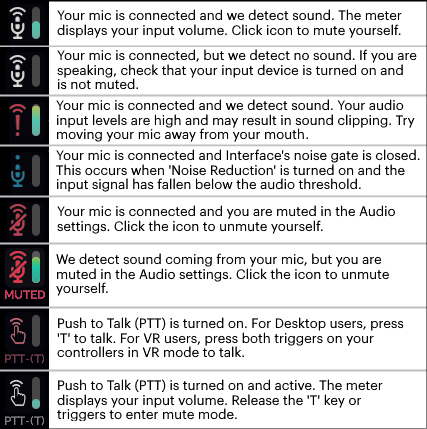 Your mic is connected and we detect sound. The meter
displays your input volume. Click icon to mute yourself.
Your mic is connected, but we detect no sound. If you are
speaking, check that your input device is turned on and
is not muted.
Your mic is connected and we detect sound. Your audio
input levels are high and may result in sound clipping. Try
moving your mic away from your mouth.
Your mic is connected and Interface's noise gate is closed.
This occurs when 'Noise Reduction' is turned on and the
input signal has fallen below the audio threshold.
Your mic is connected and you are muted in the Audio
settings. Click the icon to unmute yourself.
We detect sound coming from your mic, but you are
muted in the Audio settings. Click the icon to unmute
yourself.
MUTED
Push to Talk (PTT) is turned on. For Desktop users, press
'T' to talk. For VR users, press both triggers on your
controllers in VR mode to talk.
PTT-(T)
Push to Talk (PTT) is turned on and active. The meter
displays your input volume. Release the 'T' key or
triggers to enter mute mode.
PTT-(T)